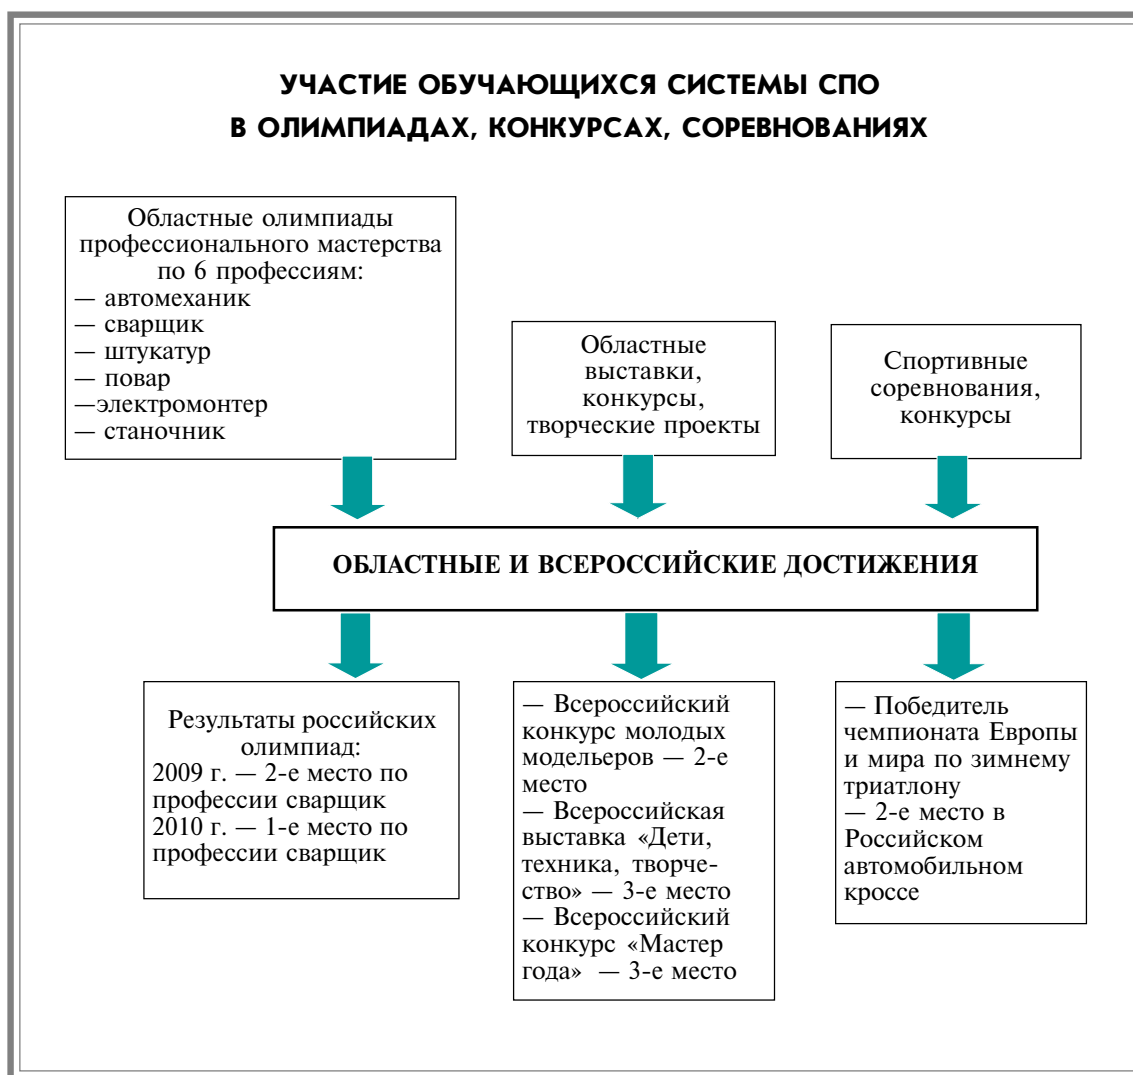 УЧАСТИЕ ОБУЧАЮЩИХСЯ СИСТЕМЫ СПО
В ОЛИМПИАДАХ, КОНКУРСАХ, СОРЕВНОВАНИЯХ
Областные олимпиады
профессионального мастерства
по 6 профессиям:
— автомеханик
— сварщик
— штукатур
— повар
—электромонтер
— станочник
Областные
выставки,
конкурсы,
творческие проекты
Спортивные
соревнования,
конкурсы
ОБЛАСТНЫЕ И ВСЕРОССИЙСКИЕ ДОСТИЖЕНИЯ
Результаты российских
олимпиад:
2009 г. — 2-е место по
профессии сварщик
2010 г. — 1-е место по
профессии сварщик
— Всероссийский
конкурс молодых
модельеров — 2-е
место
— Всероссийская
выставка «Дети,
техника, творче-
ство» — 3-е место
— Всероссийский
конкурс «Мастер
года» — 3-е место
— Победитель
чемпионата Европы
и мира по зимнему
триатлону
— 2-е место в
Российском
автомобильном
кроссе